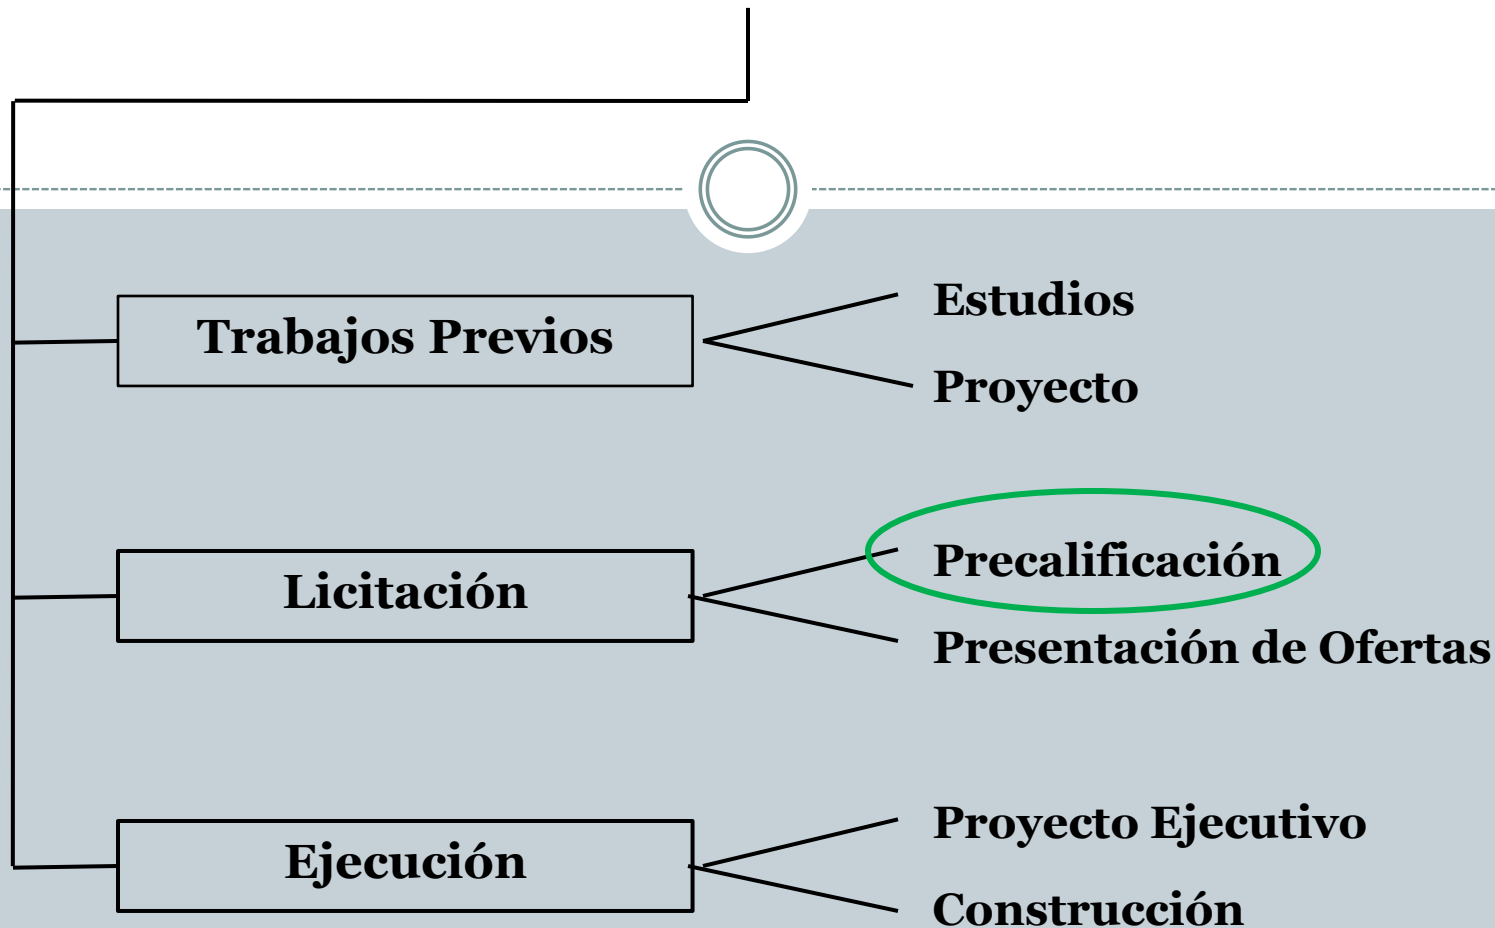 Trabajos Previos
Estudios
Proyecto
Licitación
Precalificación
Presentación de Ofertas
Ejecución
Proyecto Ejecutivo
Construcción